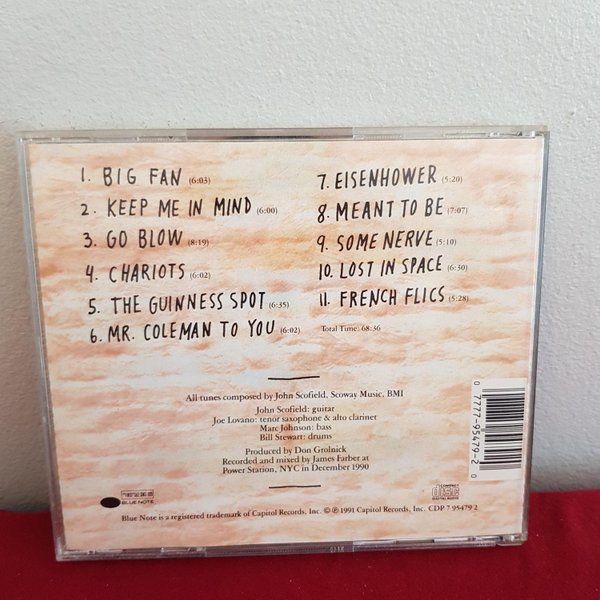 1. BIG FAN (6:03)
2. KEEP ME IN MIND (6:00)
3. GO BLOW (8:19)
4. CHARIOTS (6:02)
5. THE GUINNESS SPOT (6:35)
6. MR. COLEMAN TO YOU (6:02)
7. EISENHOWER (5:20)
8. MEANT TO BE (7:07)
9. SOME NERVE (5:10)
10. LOST IN SPACE (6:30)
11. FRENCH FLICS (5:28)
Total Time: 68:36
All tunes composed by John Scofield, Scoway Music, BMI
John Scofield: guitar
Joe Lovano: tenor saxophone & alto clarinet
Marc Johnson: bass
Bill Stewart: drums
Produced by Don Grolnick
Recorded and mixed by James Farber at
Power Station, NYC in December 1990
BLUE NOTE
COMPACT
disc
DIGITAL AUDIO
Blue Note is a registered trademark of Capitol Records, Inc. © ℗ 1991 Capitol Records, Inc. CDP 7 95479 2
0 7777-95479-2 0